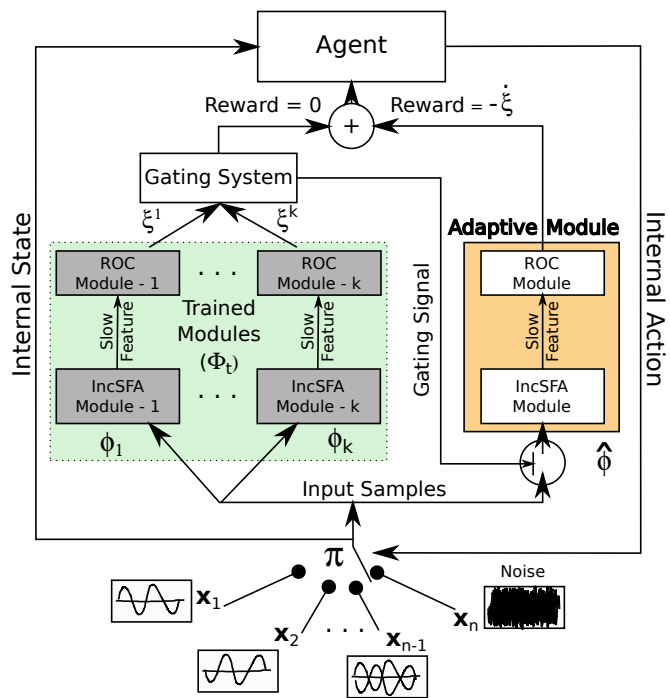 Agent
Reward = 0
Reward = -ξ̇
+
Gating System
ξ¹
ξᵏ
Adaptive Module
Internal State
Internal Action
Gating Signal
ROC
Module - 1
. . .
ROC
Module - k
ROC
Module
Slow
Feature
Trained
Modules
(Φₜ)
Slow
Feature
Slow
Feature
IncSFA
Module - 1
. . .
IncSFA
Module - k
IncSFA
Module
ϕ₁
ϕₖ
ϕ̂
Input Samples
π
Noise
x₁
x₂
. . .
xₙ₋₁
xₙ